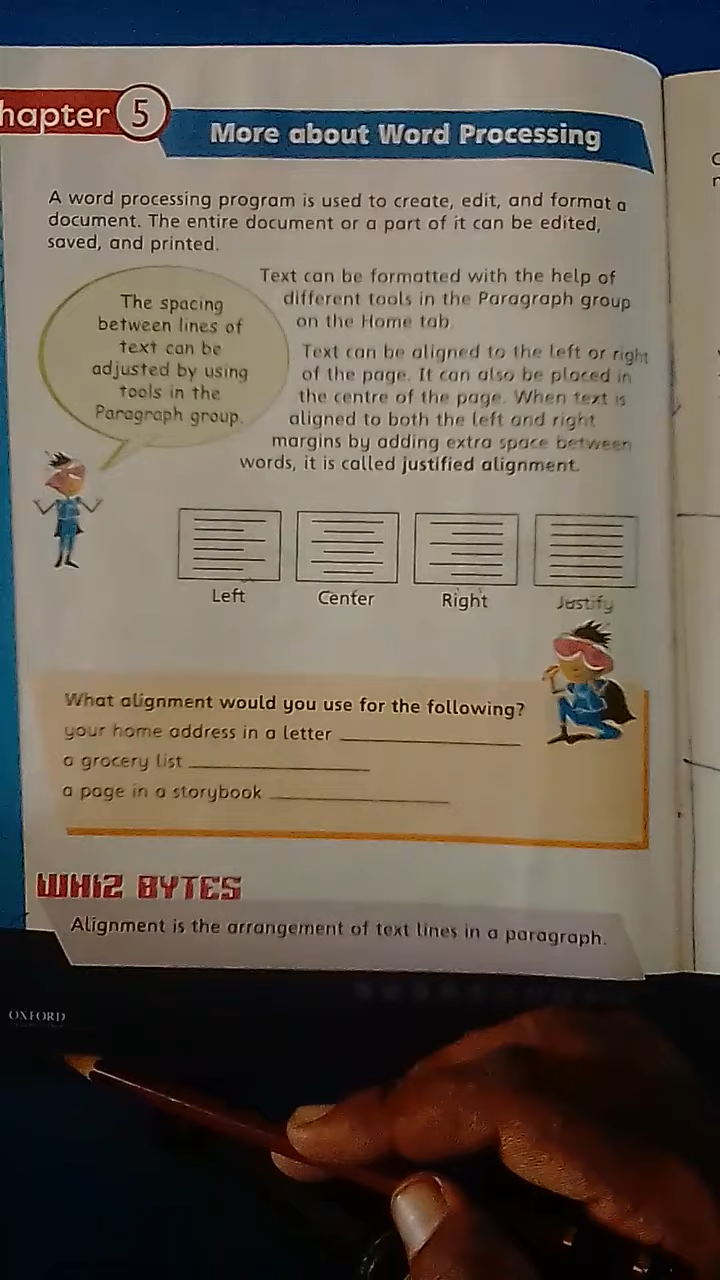 hapter 5
More about Word Processing
A word processing program is used to create, edit, and format a
document. The entire document or a part of it can be edited,
saved, and printed.
The spacing
between lines of
text can be
adjusted by using
tools in the
Paragraph group.
Text can be formatted with the help of
different tools in the Paragraph group
on the Home tab.
Text can be aligned to the left or right
of the page. It can also be placed in
the centre of the page. When text is
aligned to both the left and right
margins by adding extra space between
words, it is called justified alignment.
Left
Center
Right
Justify
What alignment would you use for the following?
your home address in a letter
a grocery list
a page in a storybook
WHIZ BYTES
Alignment is the arrangement of text lines in a paragraph.
OXFORD